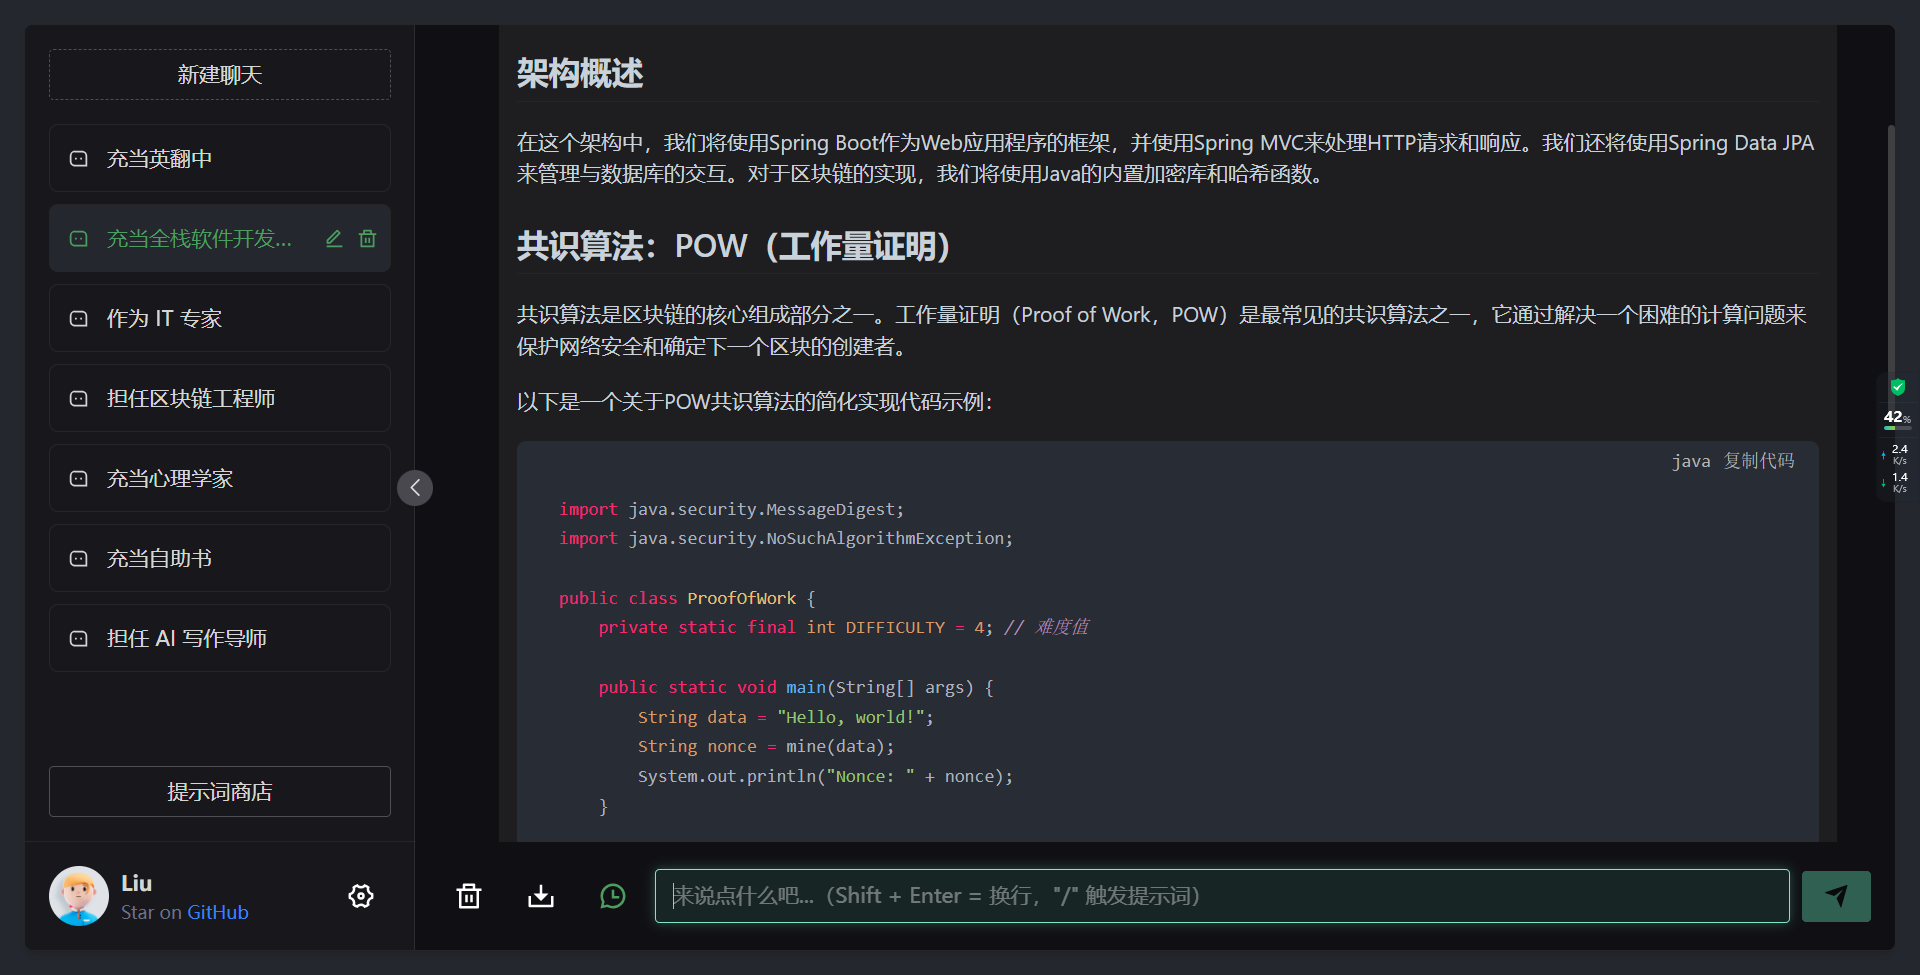 新建聊天
充当英翻中
充当全栈软件开发...
作为 IT 专家
担任区块链工程师
充当心理学家
充当自助书
担任 AI 写作导师
提示词商店
Liu
Star on GitHub
架构概述
在这个架构中，我们将使用Spring Boot作为Web应用程序的框架，并使用Spring MVC来处理HTTP请求和响应。我们还将使用Spring Data JPA
来管理与数据库的交互。对于区块链的实现，我们将使用Java的内置加密库和哈希函数。
共识算法：POW（工作量证明）
共识算法是区块链的核心组成部分之一。工作量证明（Proof of Work，POW）是最常见的共识算法之一，它通过解决一个困难的计算问题来
保护网络安全和确定下一个区块的创建者。
以下是一个关于POW共识算法的简化实现代码示例：
java 复制代码
import java.security.MessageDigest;
import java.security.NoSuchAlgorithmException;
public class ProofOfWork {
private static final int DIFFICULTY = 4; // 难度值
public static void main(String[] args) {
String data = "Hello, world!";
String nonce = mine(data);
System.out.println("Nonce: " + nonce);
}
来说点什么吧...（Shift + Enter = 换行，"/" 触发提示词）
42%
↑ 2.4
K/s
↓ 1.4
K/s